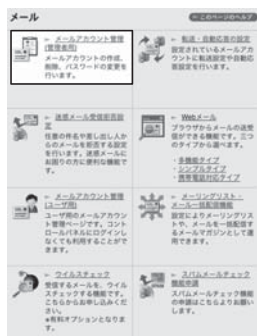 メール
このページのヘルプ
メールアカウント管理
(管理者用)
メールアカウントの作成、
削除、パスワードの変更を
行います。
転送・自動応答の設定
設定されているメールアカ
ウントに転送設定や自動応
答設定を行います。
迷惑メール受信拒否設
定
任意の件名や差し出し人か
らのメールを拒否する設定
を行います。迷惑メールに
お困りの方に便利な機能で
す。
Webメール
ブラウザからメールの送受
信ができる機能です。三つ
のタイプから選べます。
・多機能タイプ
・シンプルタイプ
・携帯電話対応タイプ
メールアカウント管理
(ユーザ用)
ユーザ用のメールアカウン
ト管理ページです。コント
ロールパネルにログインし
なくても利用することがで
きます。
メーリングリスト・
メール一括配信機能
設定によりメーリングリス
トや、メールを一括配信す
るメールマガジンとして運
用できます。
ウイルスチェック
受信するメールを、ウイル
スチェックする機能です。
こちらからお申し込みくだ
さい。
※有料オプションとなりま
す。
スパムメールチェック
機能申請
スパムメールチェック機能
の申請はこちらよりお願い
します。